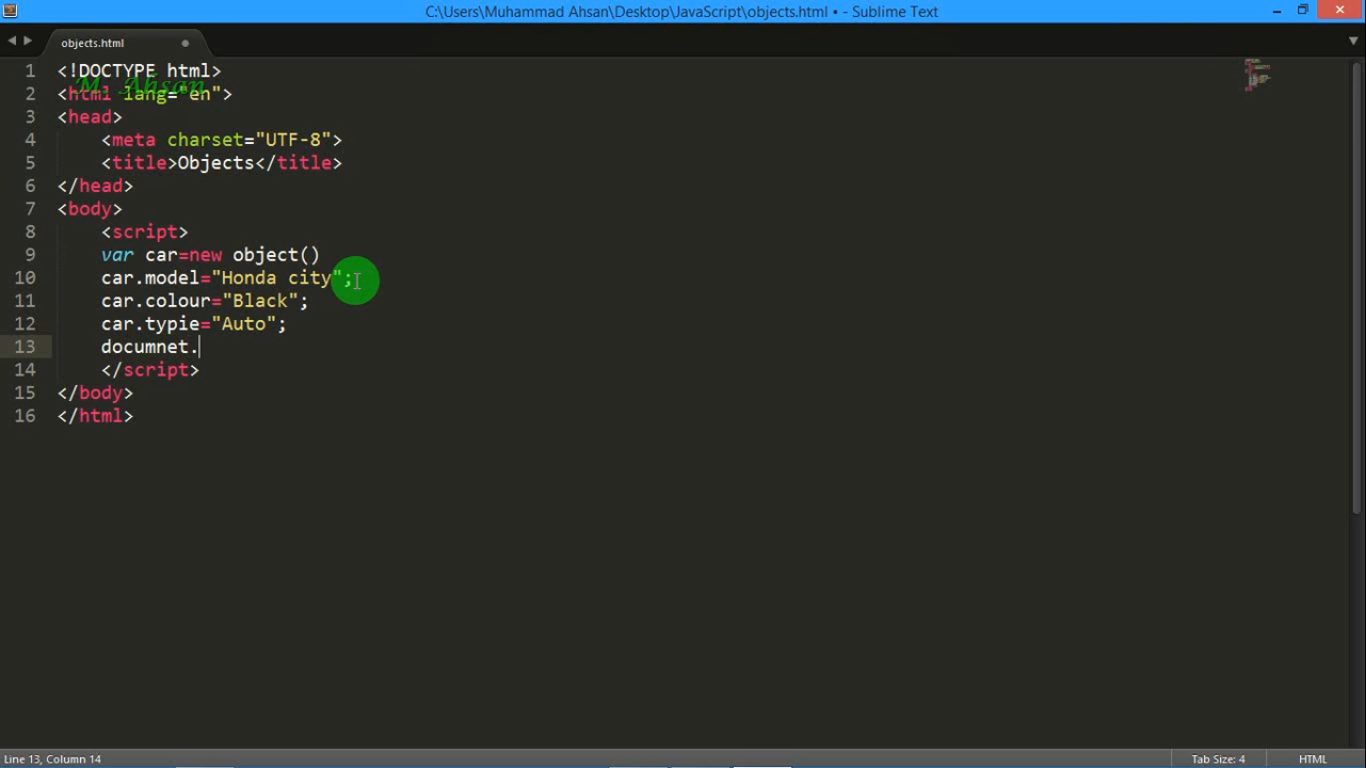 C:\Users\Muhammad Ahsan\Desktop\JavaScript\objects.html • - Sublime Text
objects.html
M. Ahsan
1 <!DOCTYPE html>
2 <html lang="en">
3 <head>
4 <meta charset="UTF-8">
5 <title>Objects</title>
6 </head>
7 <body>
8 <script>
9 var car=new object()
10 car.model="Honda city";
11 car.colour="Black";
12 car.typie="Auto";
13 documnet.
14 </script>
15 </body>
16 </html>
Line 13, Column 14
Tab Size: 4
HTML